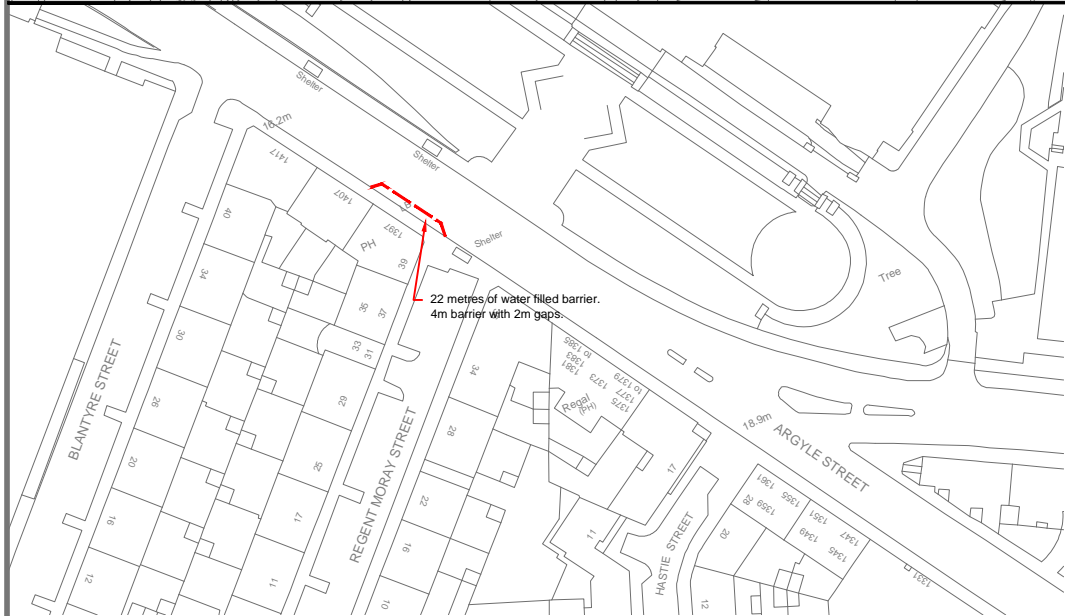 Shelter
16.2m
1417
Shelter
1407
40
1397
PH
Shelter
39
34
Tree
22 metres of water filled barrier.
4m barrier with 2m gaps.
35
37
30
33
31
to 1385
1383
1381
1373
to 1379
1377
1375
34
BLANTYRE STREET
26
29
Regal
(PH)
18.9m
ARGYLE STREET
28
REGENT MORAY STREET
20
17
1361
1355
1359
28
1351
1349
1347
1345
22
16
17
11
20
HASTIE STREET
16
1331
12
11
10
12